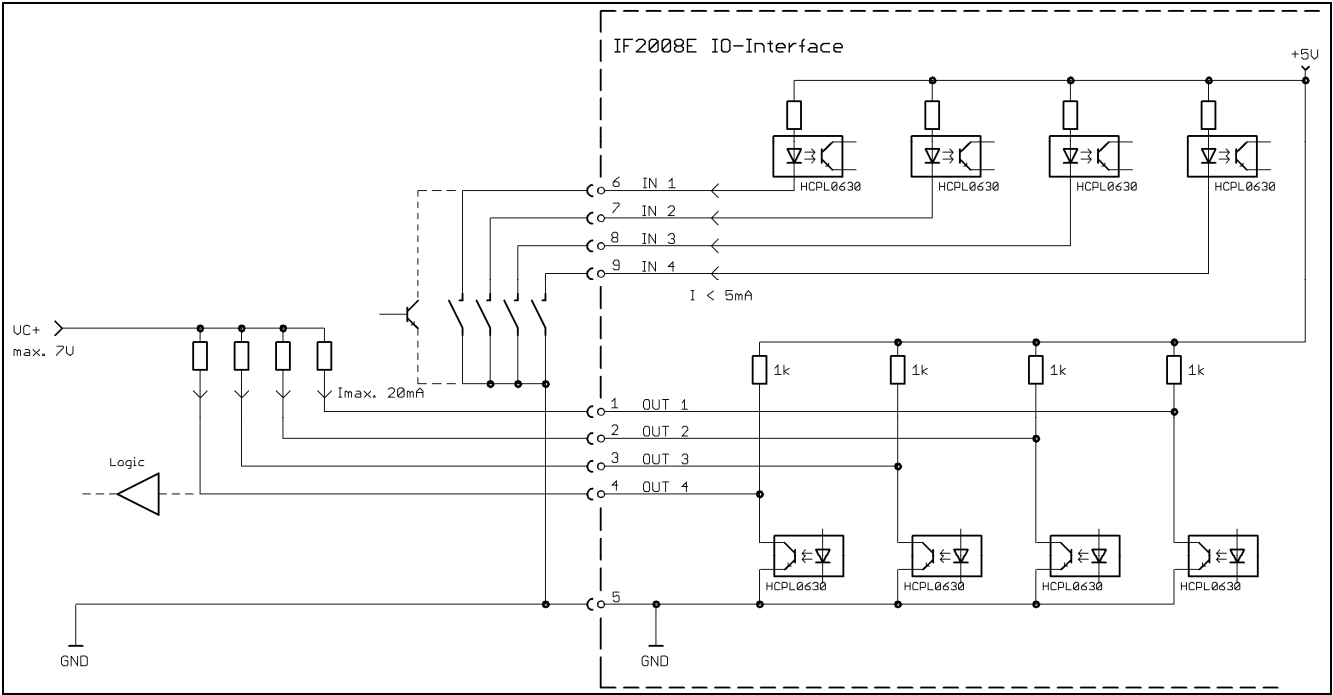 IF2008E IO-Interface
+5V
HCPL0630
HCPL0630
HCPL0630
HCPL0630
6 IN 1
7 IN 2
8 IN 3
9 IN 4
I < 5mA
VC+
max. 7V
1k
1k
1k
1k
Imax. 20mA
1 OUT 1
2 OUT 2
3 OUT 3
4 OUT 4
Logic
HCPL0630
HCPL0630
HCPL0630
HCPL0630
5
GND
GND